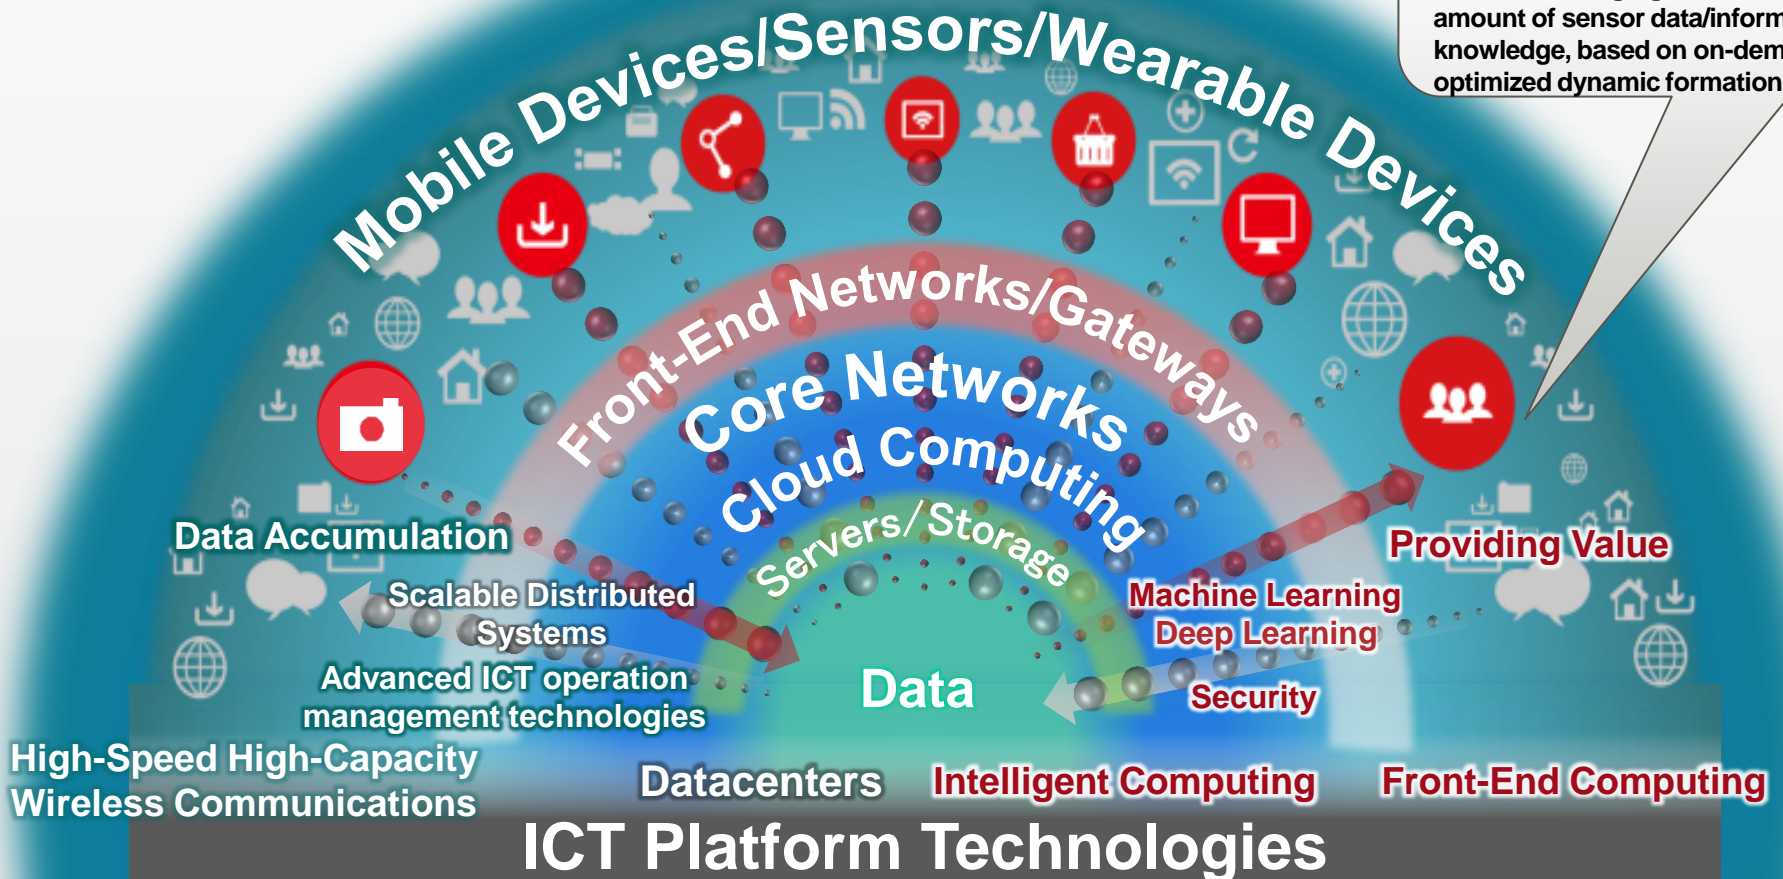 amount of sensor data/inform
knowledge, based on on-dem
optimized dynamic formation
Mobile Devices/Sensors/Wearable Devices
Front-End Networks/Gateways
Core Networks
Cloud Computing
Servers/Storage
Data Accumulation
Providing Value
Scalable Distributed
Systems
Machine Learning
Deep Learning
Advanced ICT operation
management technologies
Data
Security
High-Speed High-Capacity
Wireless Communications
Datacenters
Intelligent Computing
Front-End Computing
ICT Platform Technologies